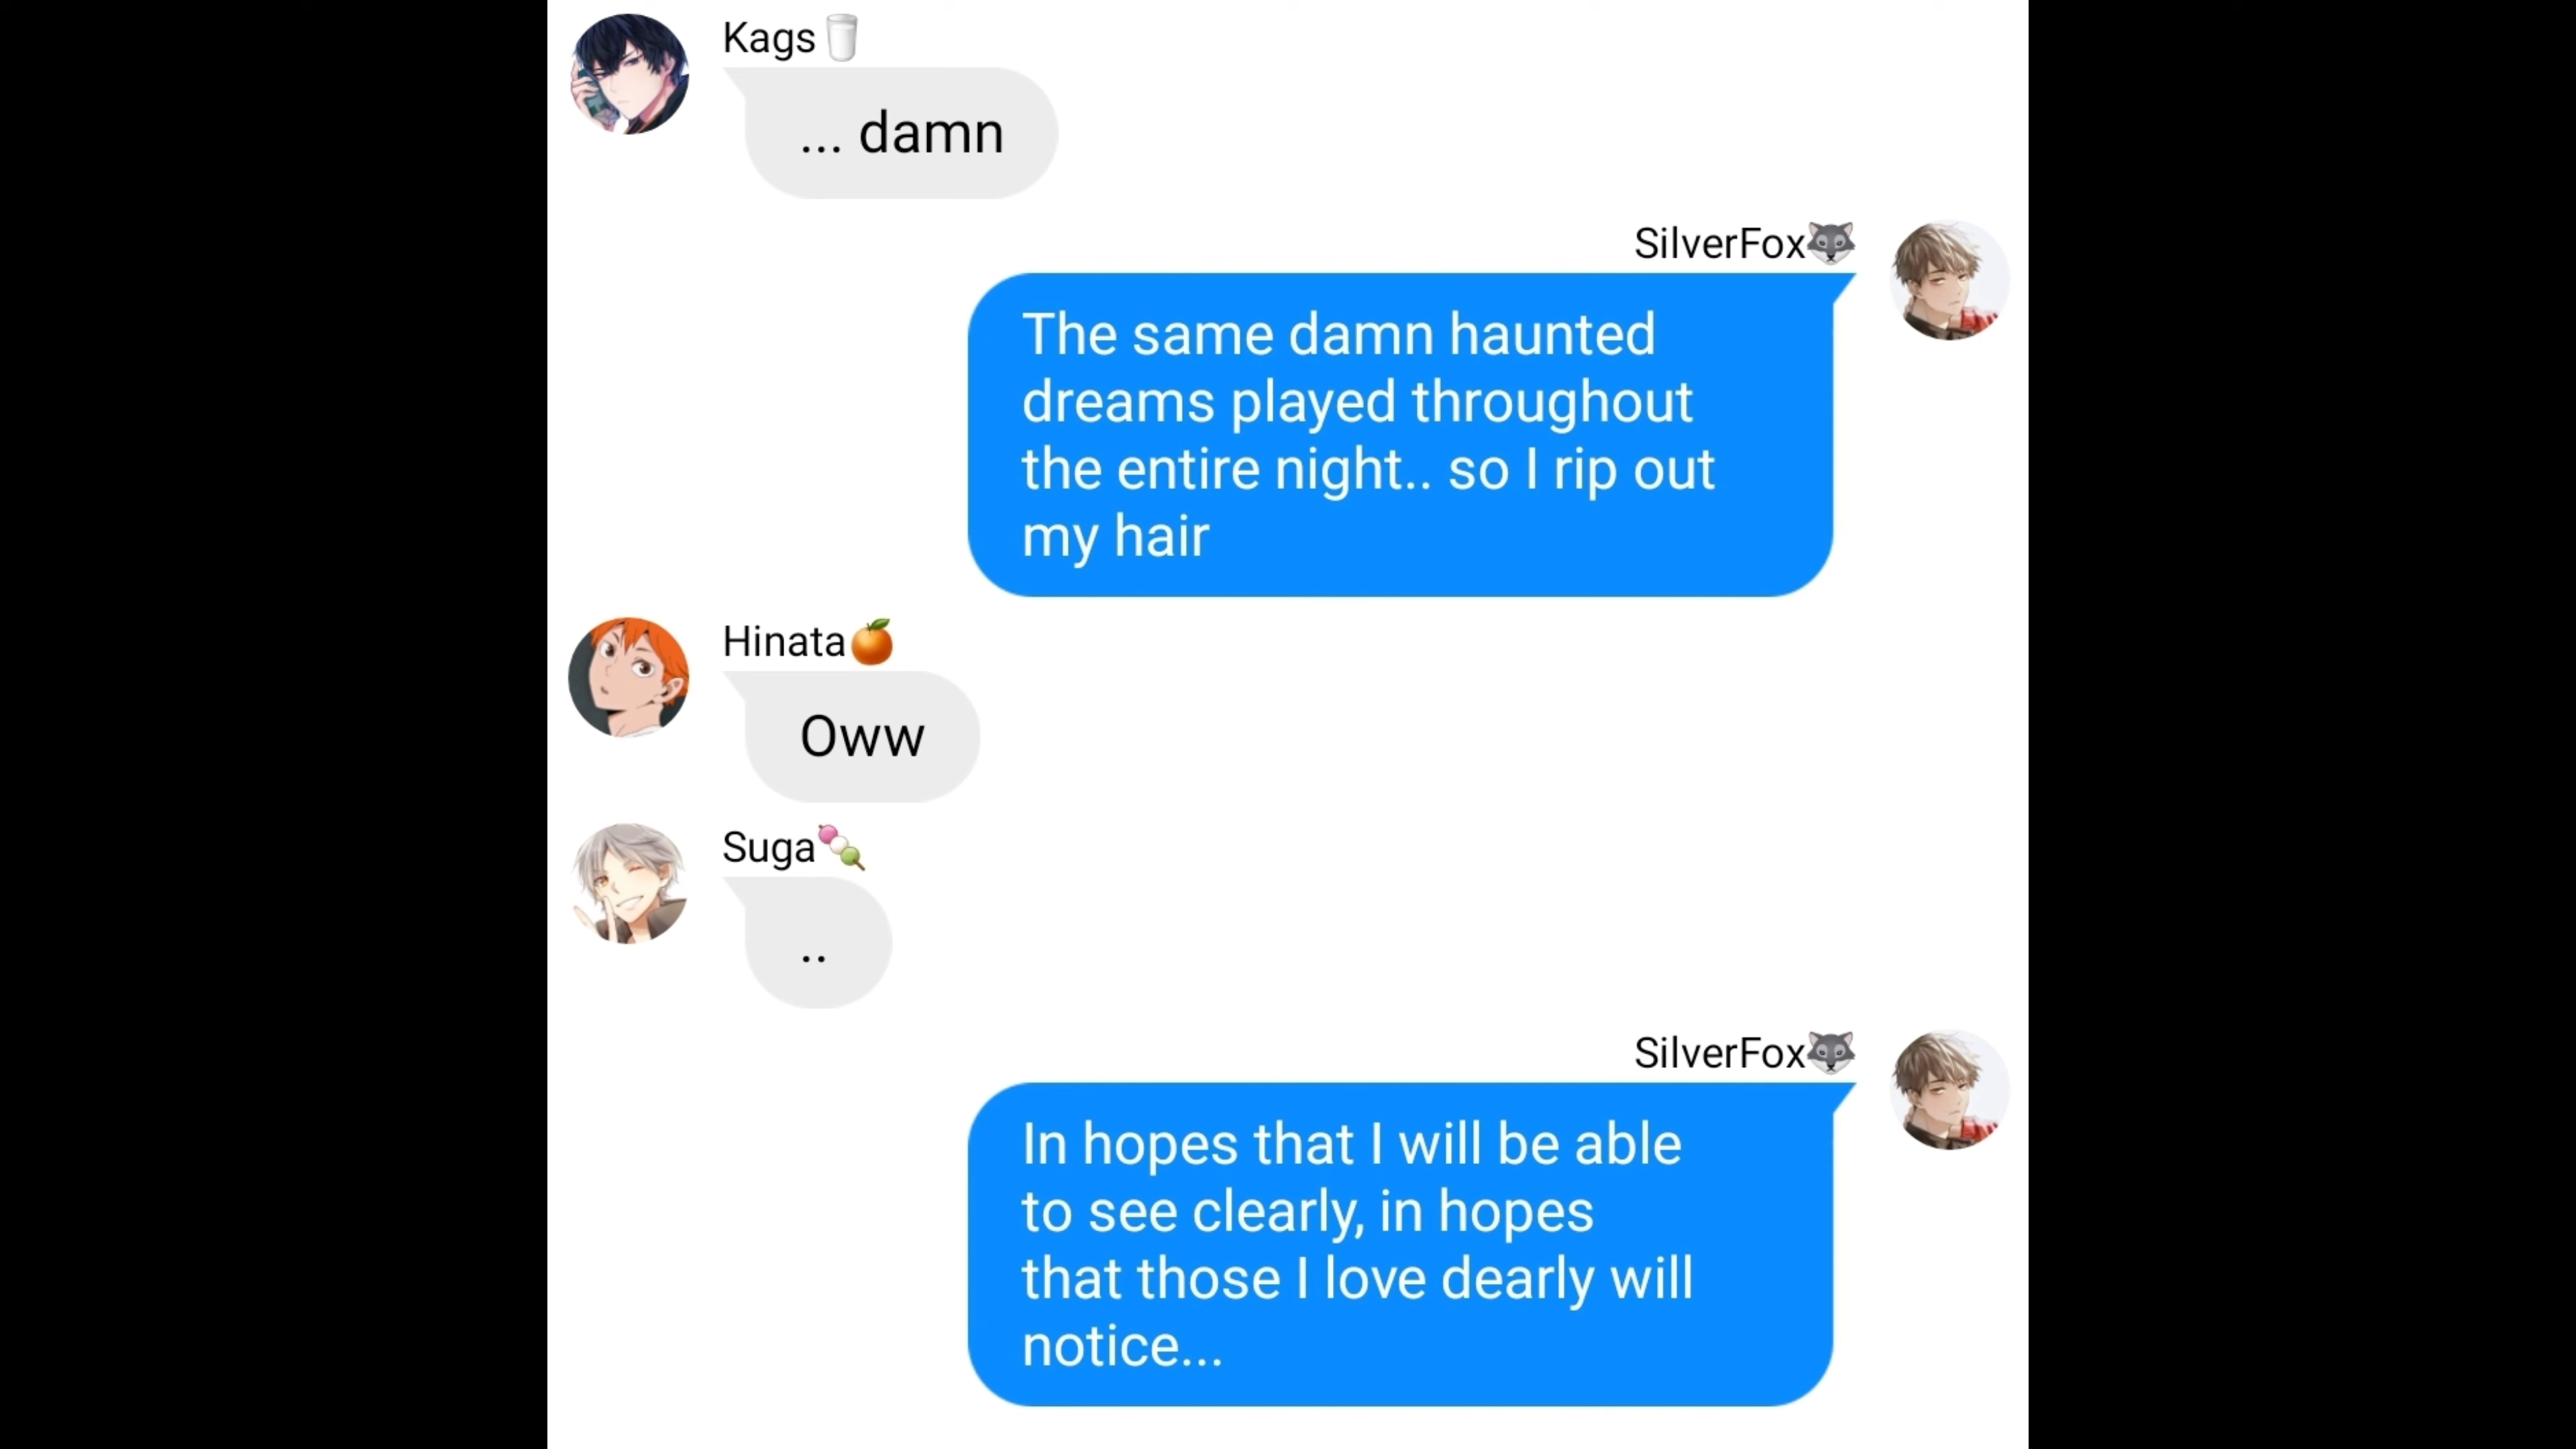 Kags🥛
... damn
SilverFox🐺
The same damn haunted
dreams played throughout
the entire night.. so I rip out
my hair
Hinata🍊
Oww
Suga🍡
..
SilverFox🐺
In hopes that I will be able
to see clearly, in hopes
that those I love dearly will
notice...